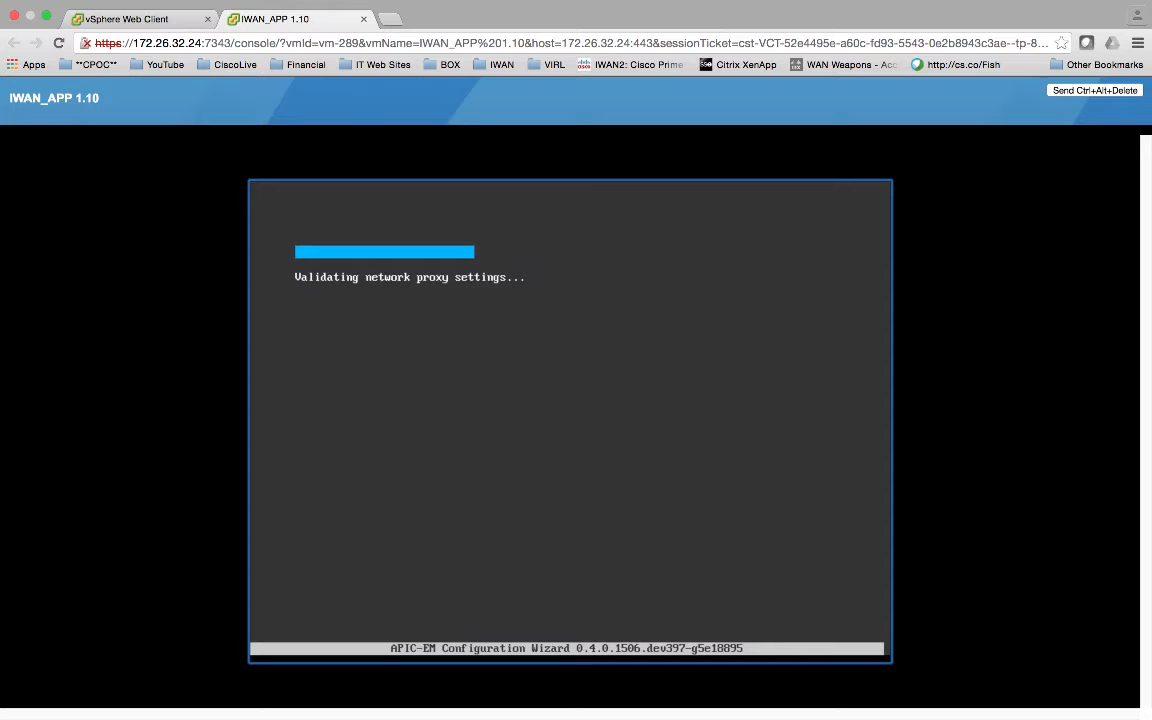 vSphere Web Client
IWAN_APP 1.10
https://172.26.32.24:7343/console/?vmId=vm-289&vmName=IWAN_APP%201.10&host=172.26.32.24:443&sessionTicket=cst-VCT-52e4495e-a60c-fd93-5543-0e2b8943c3ae--tp-8...
Apps **CPOC** YouTube CiscoLive Financial IT Web Sites BOX IWAN VIRL IWAN2: Cisco Prime Citrix XenApp WAN Weapons - Acc http://cs.co/Fish Other Bookmarks
IWAN_APP 1.10
Send Ctrl+Alt+Delete
Validating network proxy settings...
APIC-EM Configuration Wizard 0.4.0.1506.dev397-g5e18895